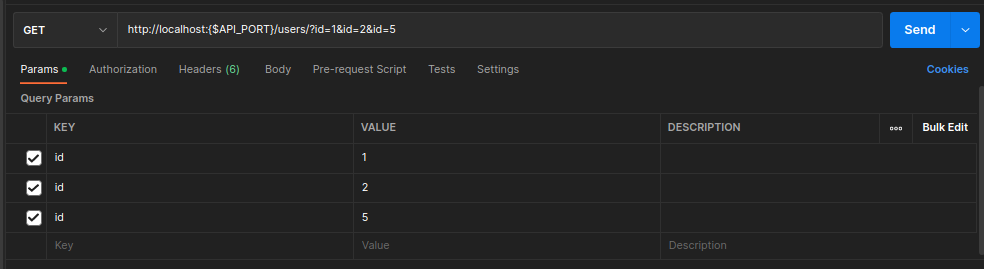 GET http://localhost:{$API_PORT}/users/?id=1&id=2&id=5 Send
Params Authorization Headers (6) Body Pre-request Script Tests Settings Cookies
Query Params
KEY VALUE DESCRIPTION Bulk Edit
id 1
id 2
id 5
Key Value Description